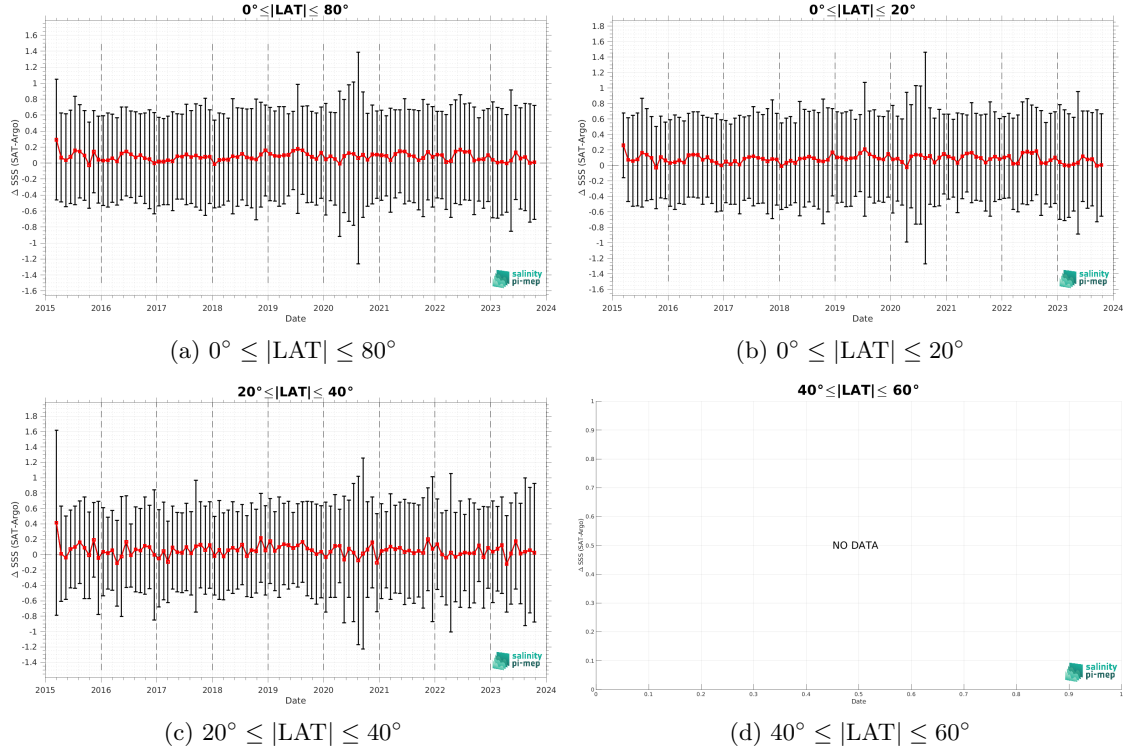 0°≤|LAT|≤ 80°
Δ SSS (SAT-Argo)
1.6
1.4
1.2
1
0.8
0.6
0.4
0.2
0
-0.2
-0.4
-0.6
-0.8
-1
-1.2
-1.4
-1.6
2015 2016 2017 2018 2019 2020 2021 2022 2023 2024
Date
salinity
pi-mep
(a) 0° ≤ |LAT| ≤ 80°
0°≤|LAT|≤ 20°
Δ SSS (SAT-Argo)
1.6
1.4
1.2
1
0.8
0.6
0.4
0.2
0
-0.2
-0.4
-0.6
-0.8
-1
-1.2
-1.4
-1.6
2015 2016 2017 2018 2019 2020 2021 2022 2023 2024
Date
salinity
pi-mep
(b) 0° ≤ |LAT| ≤ 20°
20°≤|LAT|≤ 40°
Δ SSS (SAT-Argo)
1.8
1.6
1.4
1.2
1
0.8
0.6
0.4
0.2
0
-0.2
-0.4
-0.6
-0.8
-1
-1.2
-1.4
2015 2016 2017 2018 2019 2020 2021 2022 2023 2024
Date
salinity
pi-mep
(c) 20° ≤ |LAT| ≤ 40°
40°≤|LAT|≤ 60°
Δ SSS (SAT-Argo)
1
0.9
0.8
0.7
0.6
0.5
0.4
0.3
0.2
0.1
0
NO DATA
0 0.1 0.2 0.3 0.4 0.5 0.6 0.7 0.8 0.9 1
Date
salinity
pi-mep
(d) 40° ≤ |LAT| ≤ 60°